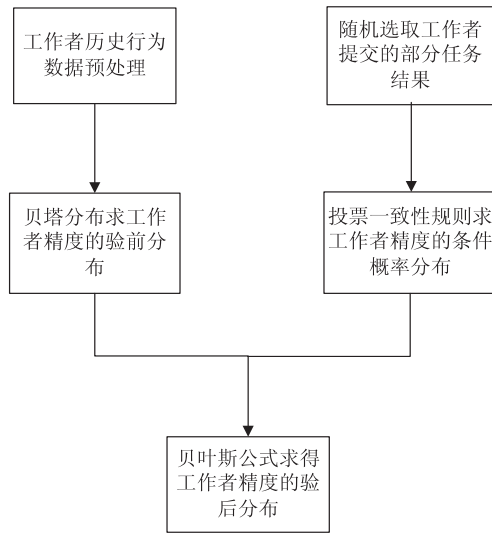 工作者历史行为
数据预处理
随机选取工作者
提交的部分任务
结果
贝塔分布求工作
者精度的验前分
布
投票一致性规则求
工作者精度的条件
概率分布
贝叶斯公式求得
工作者精度的验
后分布